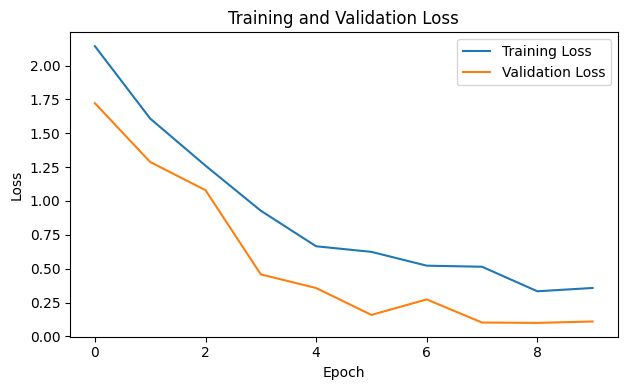 Training and Validation Loss
Training Loss
Validation Loss
2.00
1.75
1.50
1.25
1.00
0.75
0.50
0.25
0.00
Loss
0 2 4 6 8
Epoch